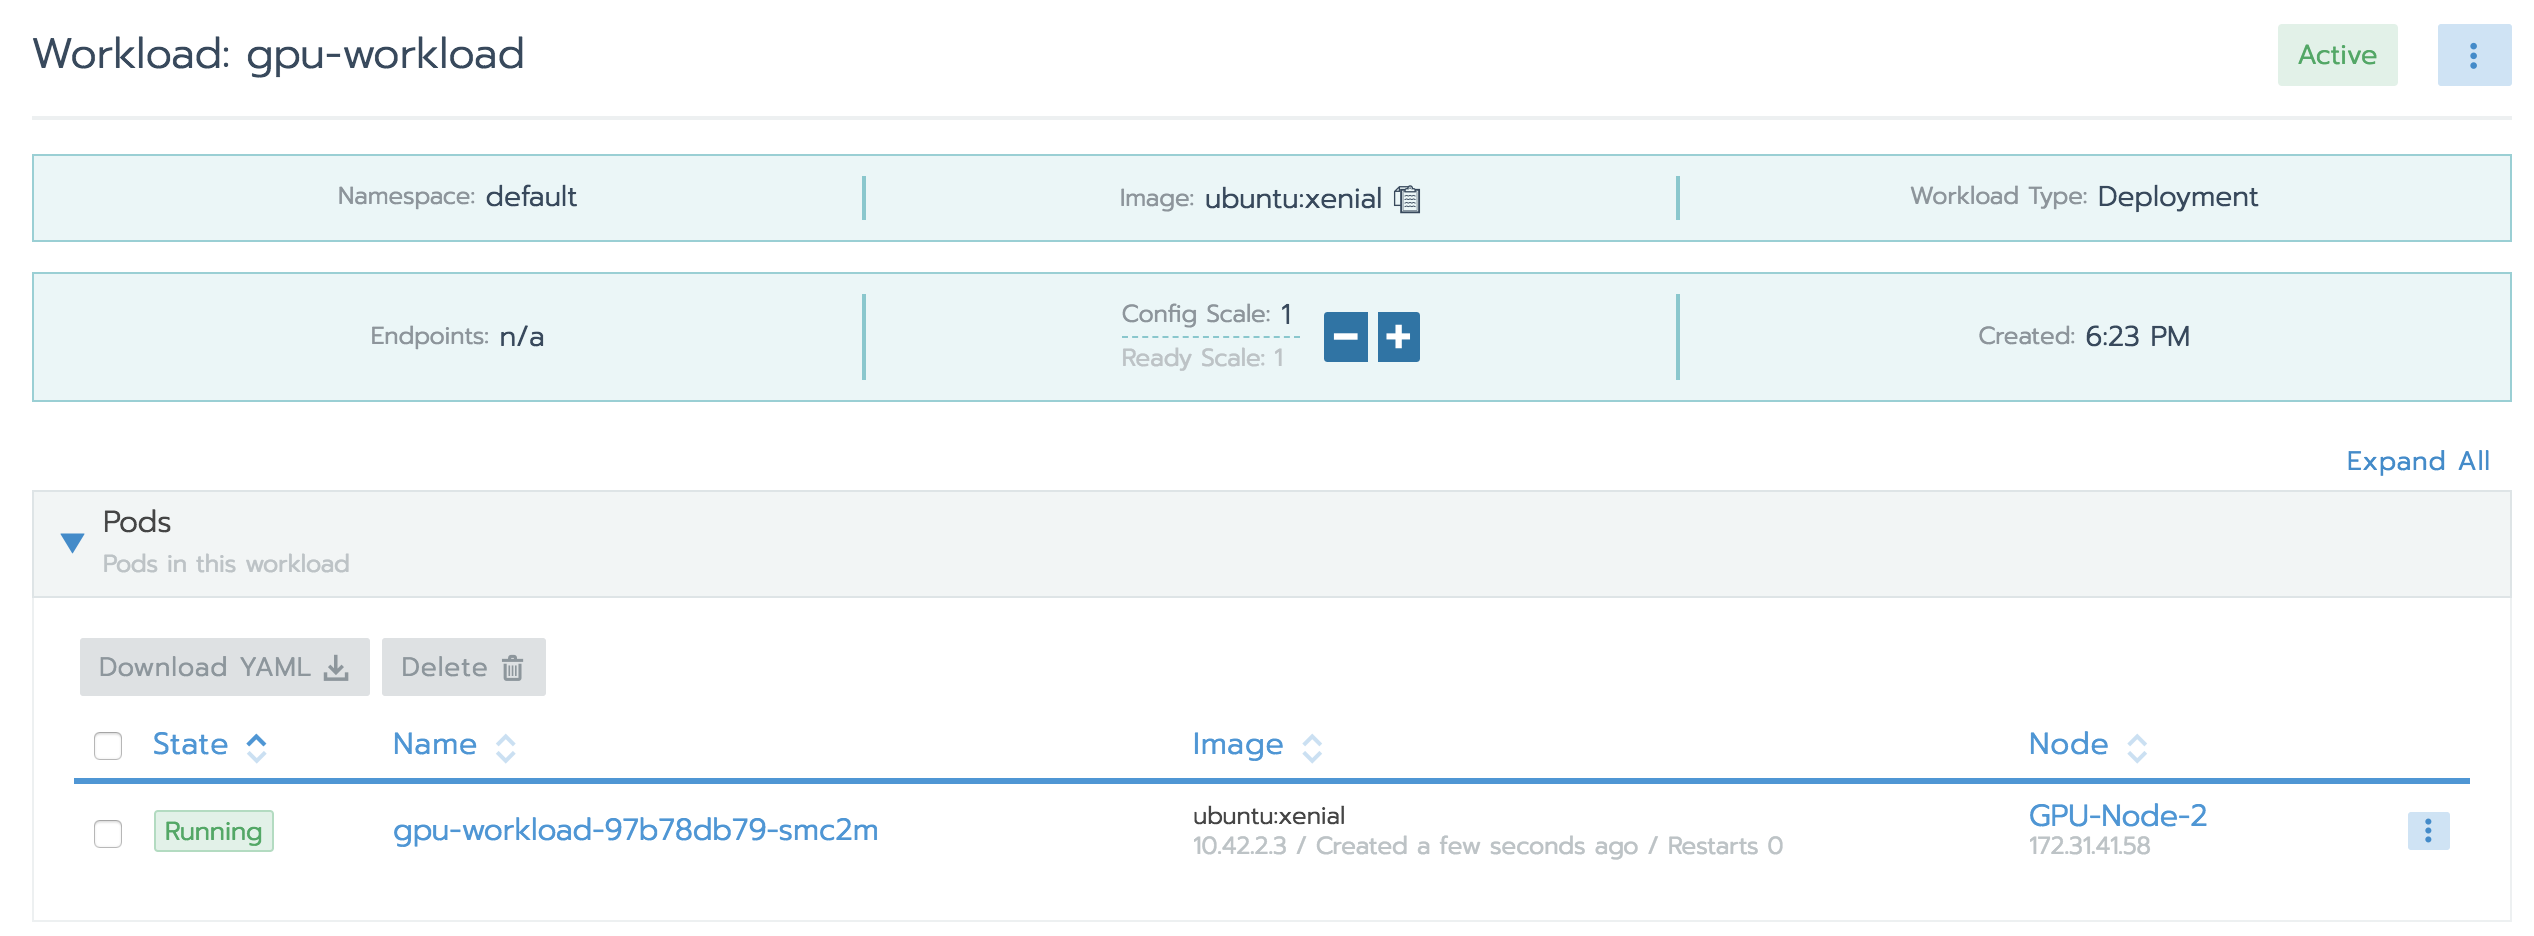 Workload: gpu-workload
Active
Namespace: default
Image: ubuntu:xenial
Workload Type: Deployment
Endpoints: n/a
Config Scale: 1
Ready Scale: 1
Created: 6:23 PM
Expand All
Pods
Pods in this workload
Download YAML
Delete
State
Name
Image
Node
Running
gpu-workload-97b78db79-smc2m
ubuntu:xenial
10.42.2.3 / Created a few seconds ago / Restarts 0
GPU-Node-2
172.31.41.58